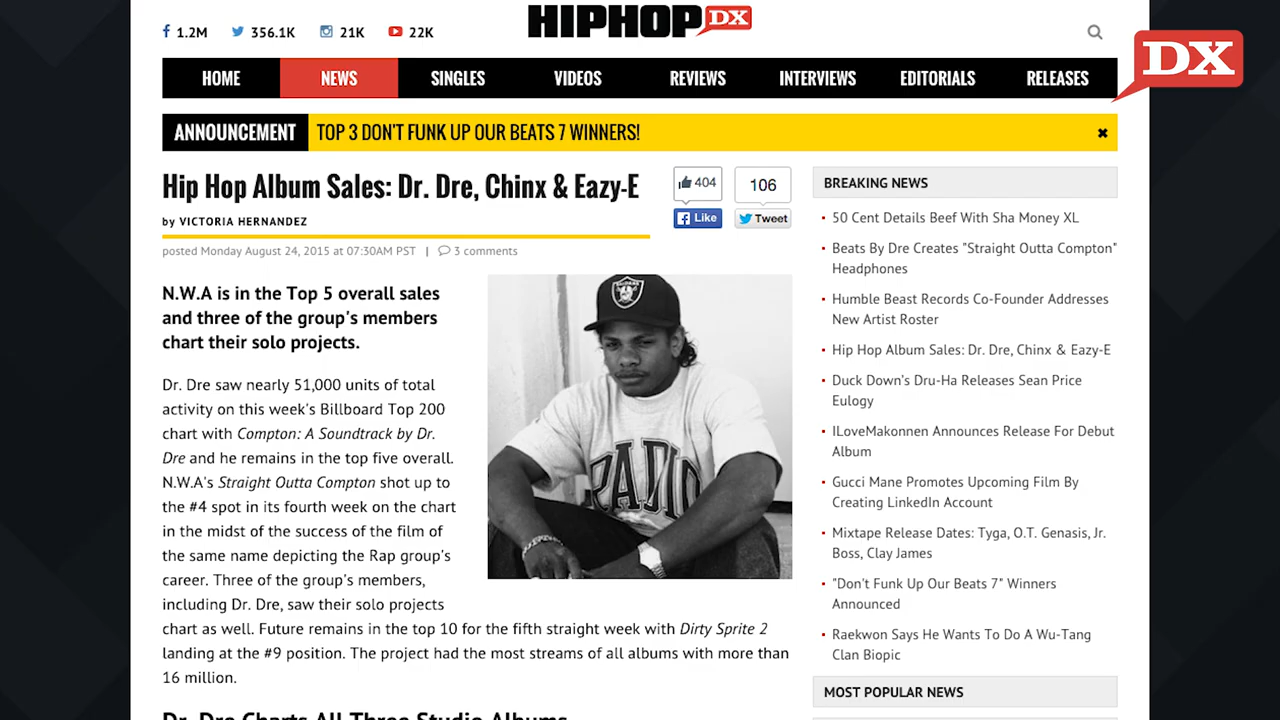 1.2M 356.1K 21K 22K
HIPHOPDX
DX
HOME NEWS SINGLES VIDEOS REVIEWS INTERVIEWS EDITORIALS RELEASES
ANNOUNCEMENT TOP 3 DON'T FUNK UP OUR BEATS 7 WINNERS! ✖
Hip Hop Album Sales: Dr. Dre, Chinx & Eazy-E
by VICTORIA HERNANDEZ
404 106
Like Tweet
posted Monday August 24, 2015 at 07:30AM PST | 3 comments
N.W.A is in the Top 5 overall sales
and three of the group's members
chart their solo projects.
Dr. Dre saw nearly 51,000 units of total
activity on this week's Billboard Top 200
chart with Compton: A Soundtrack by Dr.
Dre and he remains in the top five overall.
N.W.A's Straight Outta Compton shot up to
the #4 spot in its fourth week on the chart
in the midst of the success of the film of
the same name depicting the Rap group's
career. Three of the group's members,
including Dr. Dre, saw their solo projects
chart as well. Future remains in the top 10 for the fifth straight week with Dirty Sprite 2
landing at the #9 position. The project had the most streams of all albums with more than
16 million.
Dr. Dre Charts All Three Studio Albums
RAIDERS
RADIO
BREAKING NEWS
50 Cent Details Beef With Sha Money XL
Beats By Dre Creates "Straight Outta Compton"
Headphones
Humble Beast Records Co-Founder Addresses
New Artist Roster
Hip Hop Album Sales: Dr. Dre, Chinx & Eazy-E
Duck Down's Dru-Ha Releases Sean Price
Eulogy
ILoveMakonnen Announces Release For Debut
Album
Gucci Mane Promotes Upcoming Film By
Creating LinkedIn Account
Mixtape Release Dates: Tyga, O.T. Genasis, Jr.
Boss, Clay James
"Don't Funk Up Our Beats 7" Winners
Announced
Raekwon Says He Wants To Do A Wu-Tang
Clan Biopic
MOST POPULAR NEWS